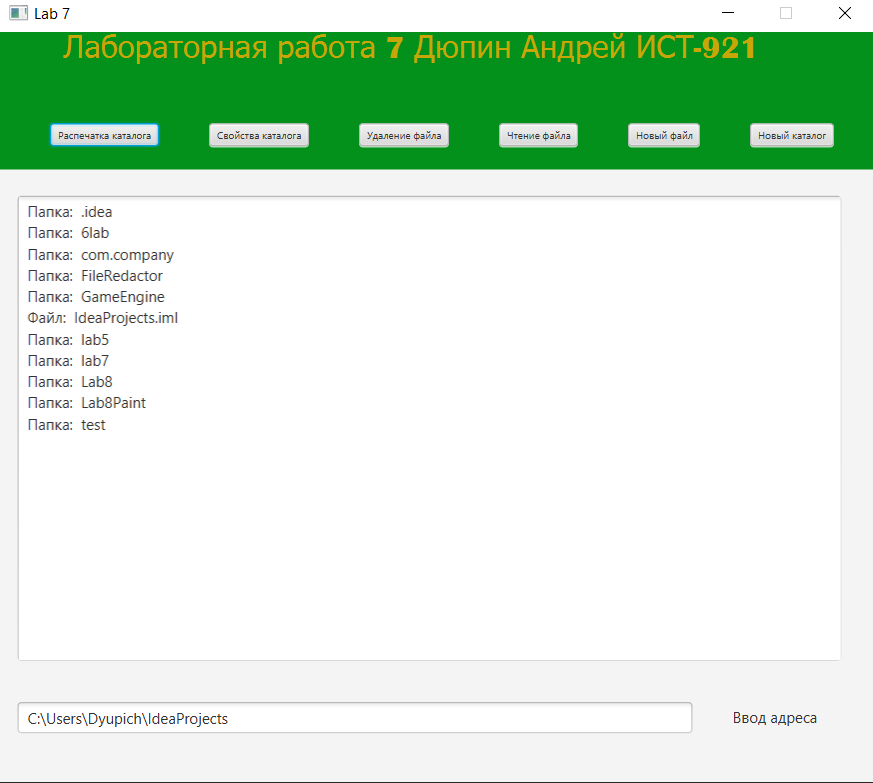 Lab 7
Лабораторная работа 7 Дюпин Андрей ИСТ-921
Распечатка каталога Свойства каталога Удаление файла Чтение файла Новый файл Новый каталог
Папка: .idea
Папка: 6lab
Папка: com.company
Папка: FileRedactor
Папка: GameEngine
Файл: IdeaProjects.iml
Папка: lab5
Папка: lab7
Папка: Lab8
Папка: Lab8Paint
Папка: test
C:\Users\Dyupich\IdeaProjects Ввод адреса